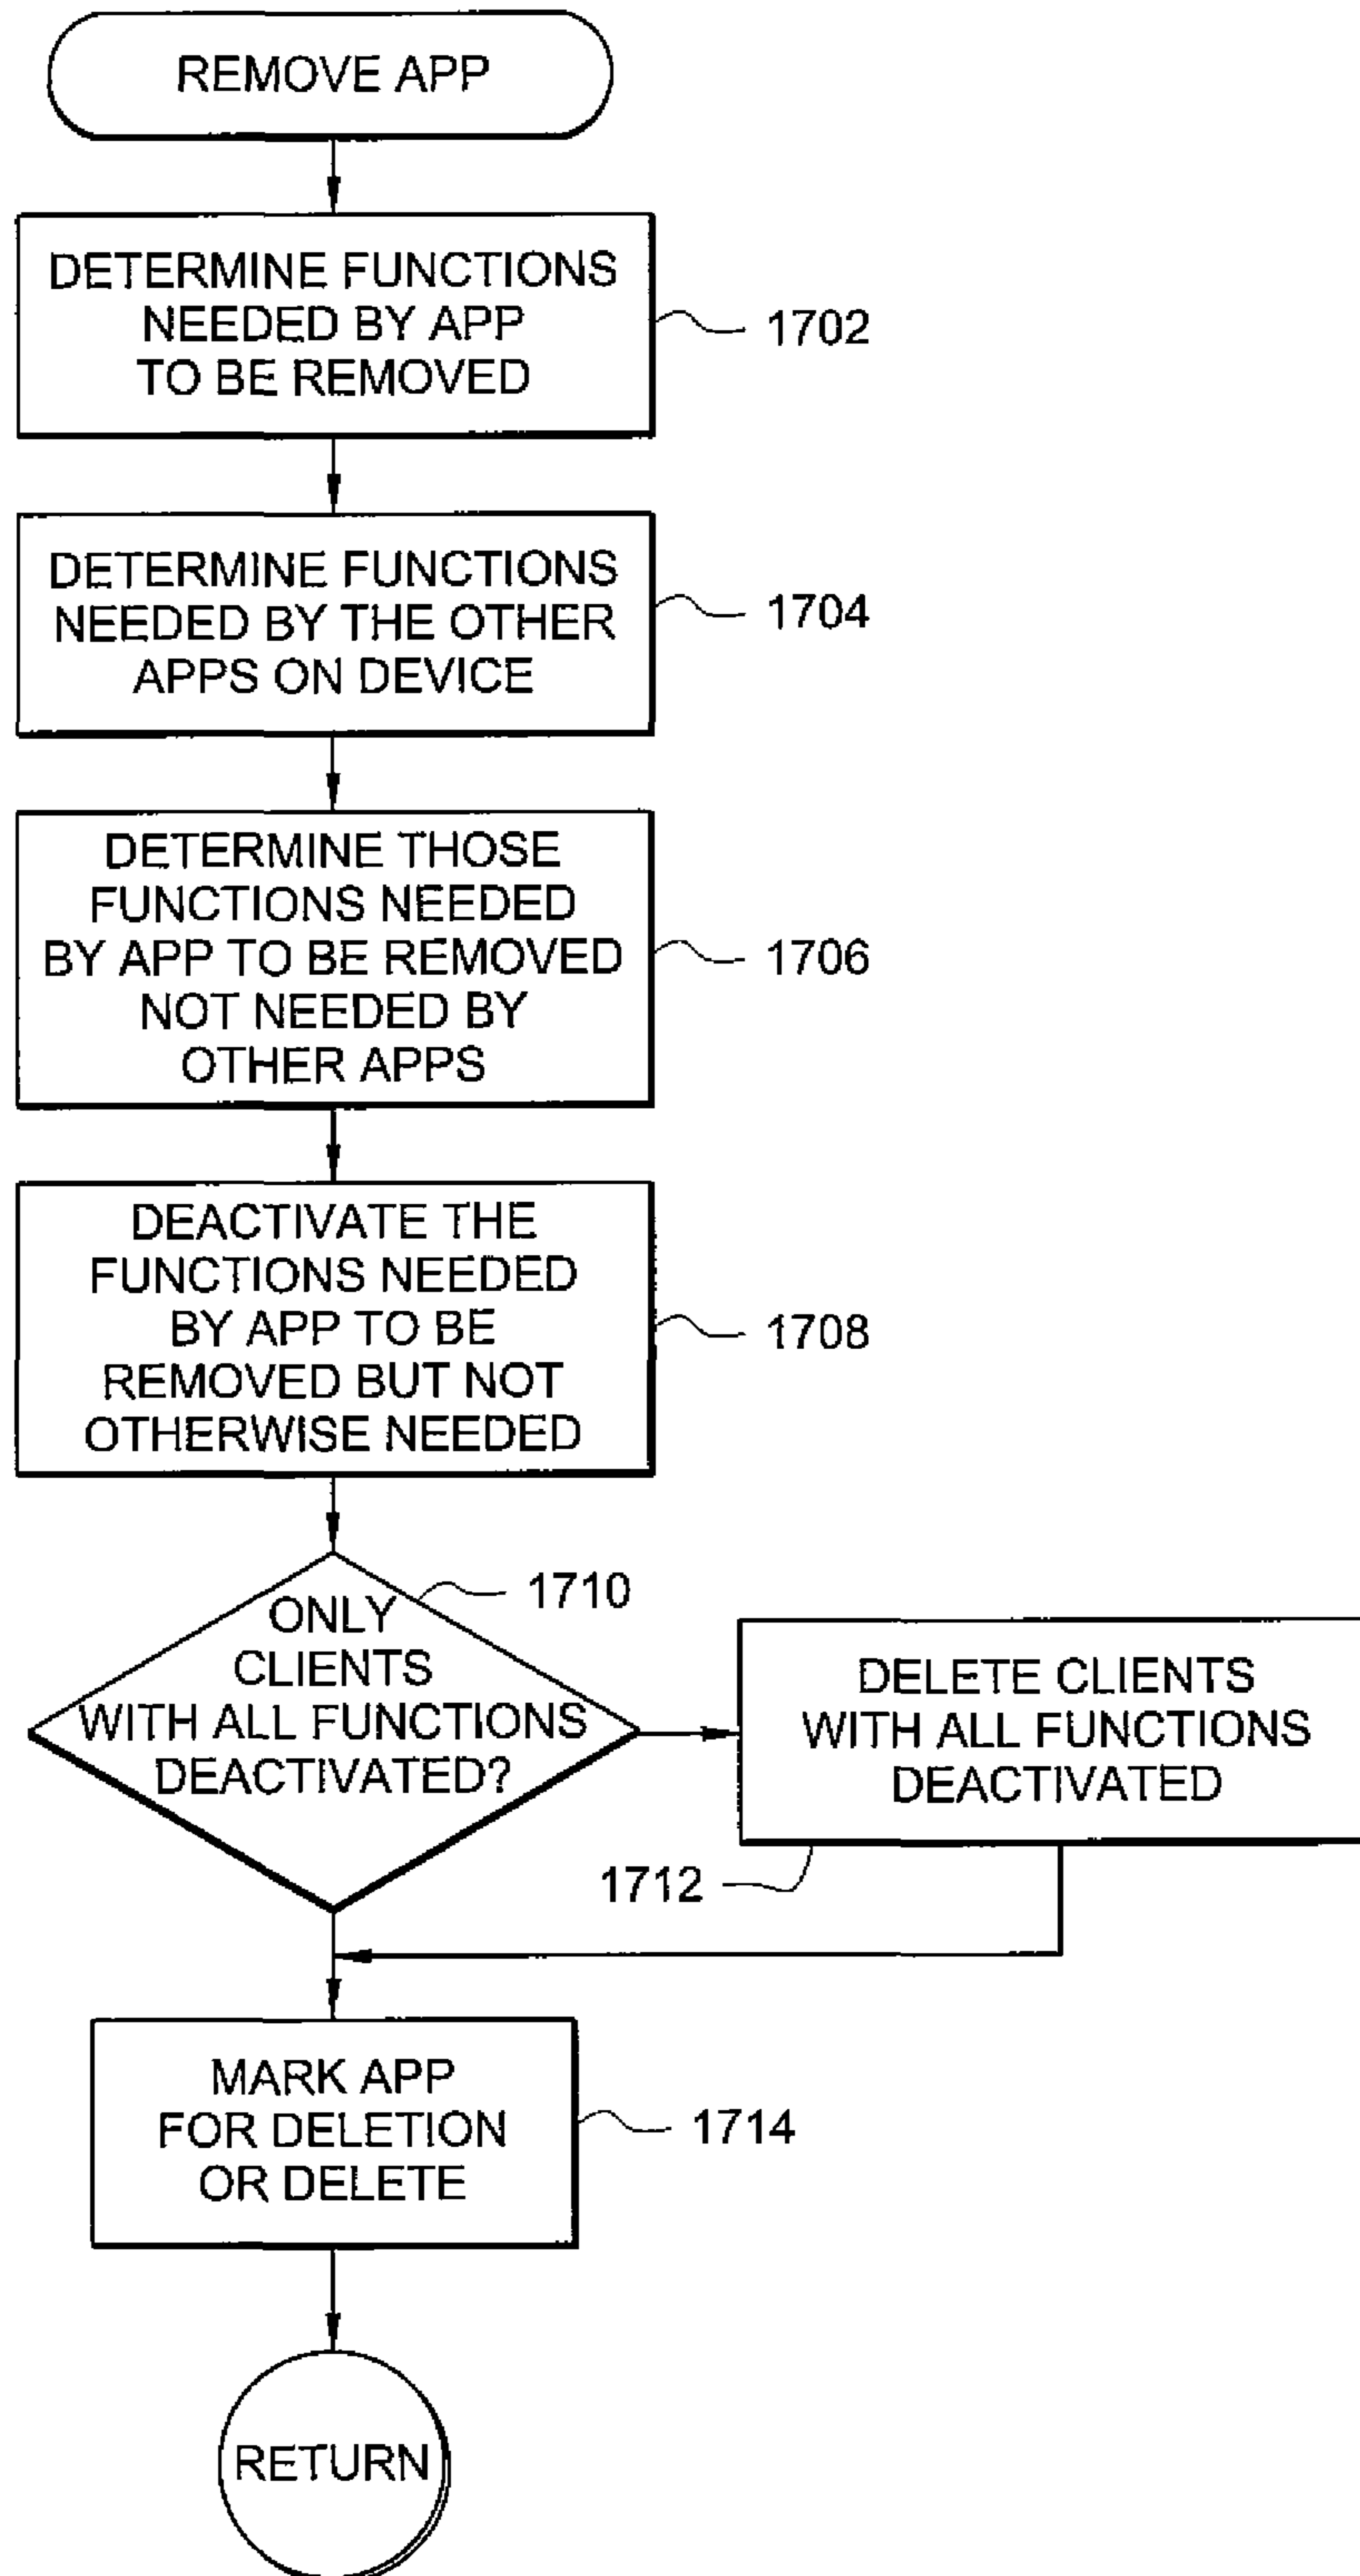 REMOVE APP
DETERMINE FUNCTIONS
NEEDED BY APP
TO BE REMOVED
1702
DETERMINE FUNCTIONS
NEEDED BY THE OTHER
APPS ON DEVICE
1704
DETERMINE THOSE
FUNCTIONS NEEDED
BY APP TO BE REMOVED
NOT NEEDED BY
OTHER APPS
1706
DEACTIVATE THE
FUNCTIONS NEEDED
BY APP TO BE
REMOVED BUT NOT
OTHERWISE NEEDED
1708
ONLY
CLIENTS
WITH ALL FUNCTIONS
DEACTIVATED?
1710
DELETE CLIENTS
WITH ALL FUNCTIONS
DEACTIVATED
1712
MARK APP
FOR DELETION
OR DELETE
1714
RETURN